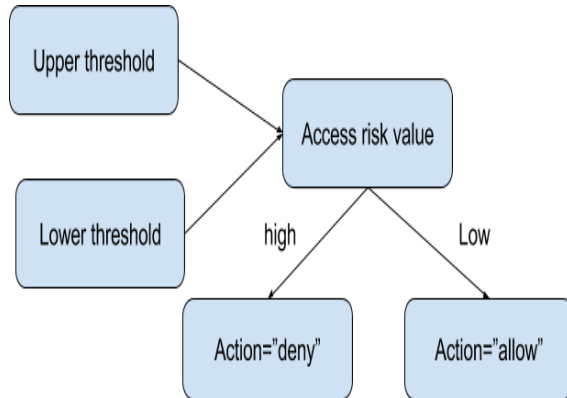 Upper threshold
Access risk value
Lower threshold
high
Low
Action=”deny”
Action=”allow”